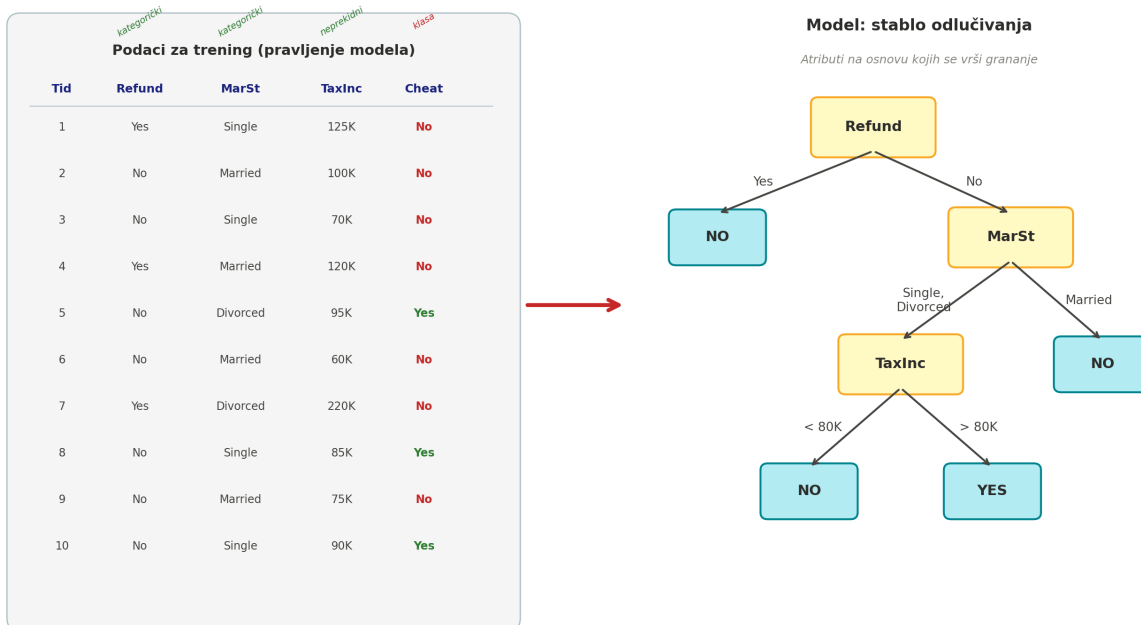 kategorički kategorički neprekidni klasa
Podaci za trening (pravljenje modela)
Tid Refund MarSt TaxInc Cheat
1 Yes Single 125K No
2 No Married 100K No
3 No Single 70K No
4 Yes Married 120K No
5 No Divorced 95K Yes
6 No Married 60K No
7 Yes Divorced 220K No
8 No Single 85K Yes
9 No Married 75K No
10 No Single 90K Yes
Model: stablo odlučivanja
Atributi na osnovu kojih se vrši grananje
Refund
Yes No
NO MarSt
Single,
Divorced
Married
TaxInc NO
< 80K > 80K
NO YES